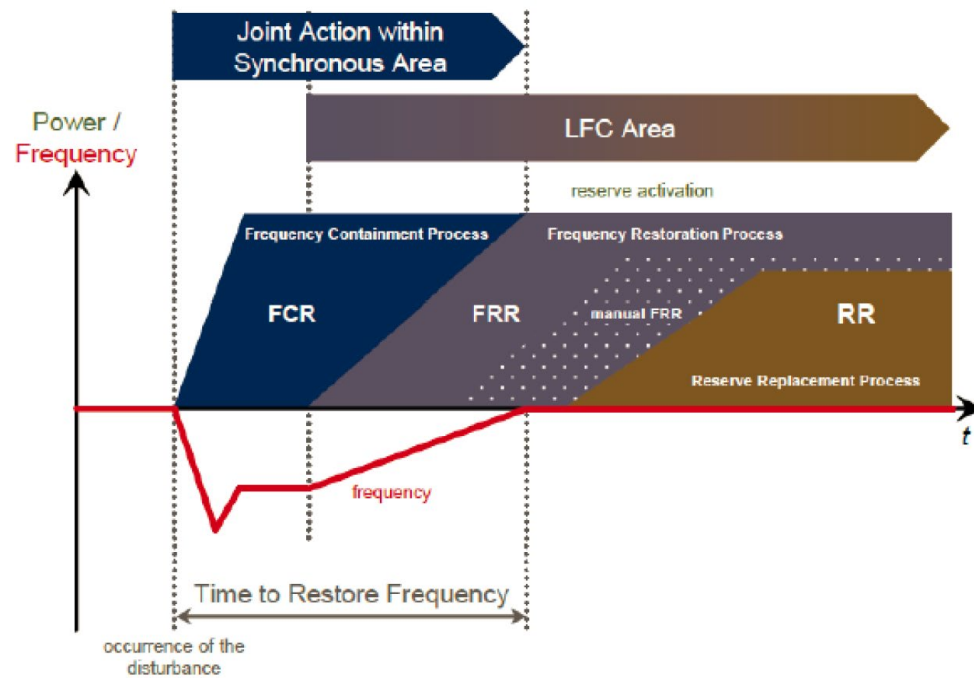 Joint Action within
Synchronous Area
LFC Area
Power /
Frequency
reserve activation
Frequency Containment Process
Frequency Restoration Process
FCR
FRR
manual FRR
RR
Reserve Replacement Process
t
frequency
Time to Restore Frequency
occurrence of the
disturbance